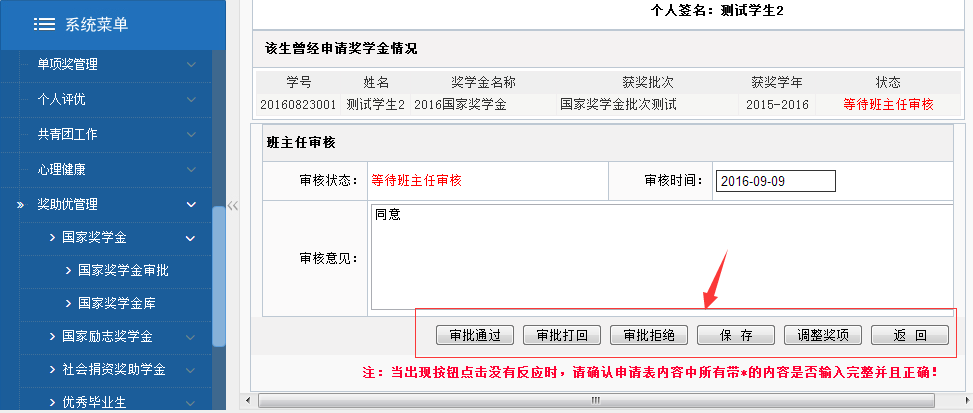 系统菜单
单项奖管理
个人评优
共青团工作
心理健康
奖助优管理
国家奖学金
国家奖学金审批
国家奖学金库
国家励志奖学金
社会捐资奖助学金
优秀毕业生
个人签名：测试学生2
该生曾经申请奖学金情况
学号 姓名 奖学金名称 获奖批次 获奖学年 状态
20160823001 测试学生2 2016国家奖学金 国家奖学金批次测试 2015-2016 等待班主任审核
班主任审核
审核状态： 等待班主任审核 审核时间： 2016-09-09
审核意见： 同意
审批通过 审批打回 审批拒绝 保 存 调整奖项 返 回
注：当出现按钮点击没有反应时，请确认申请表内容中所有带*的内容是否输入完整并且正确！